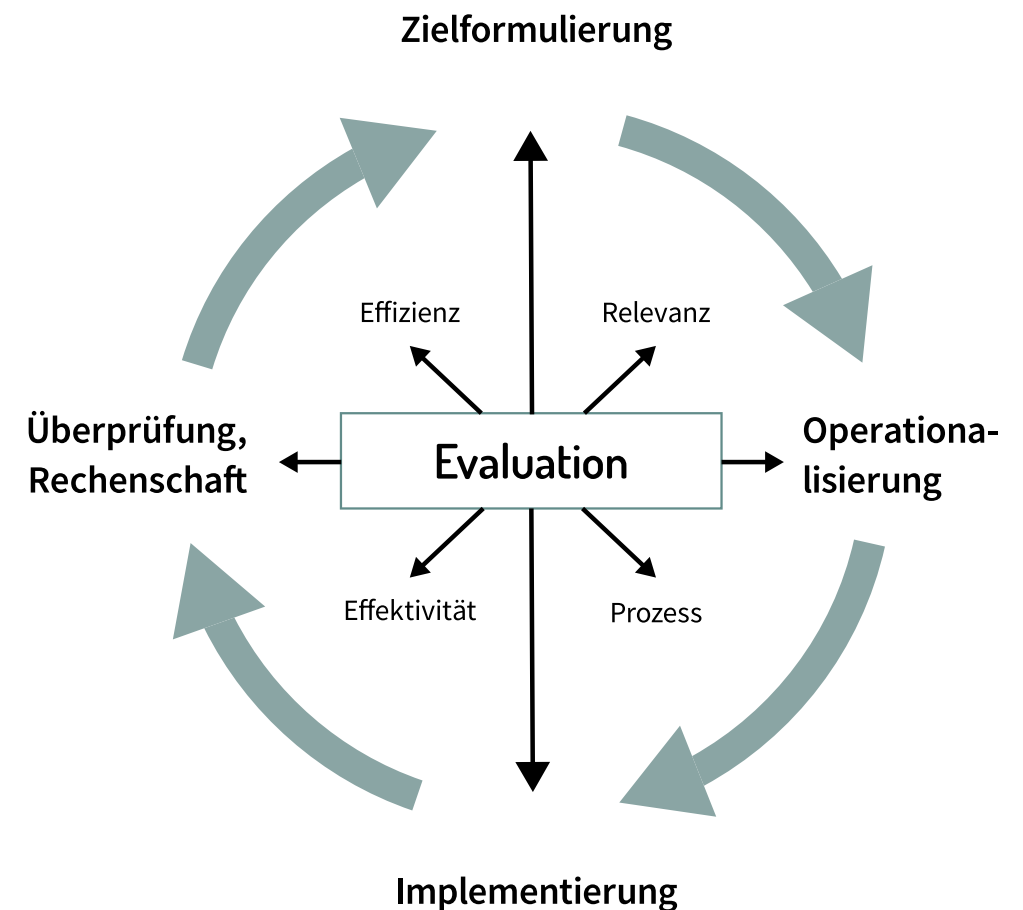 Zielformulierung
Effizienz
Relevanz
Überprüfung,
Rechenschaft
Evaluation
Operationa-
lisierung
Effektivität
Prozess
Implementierung